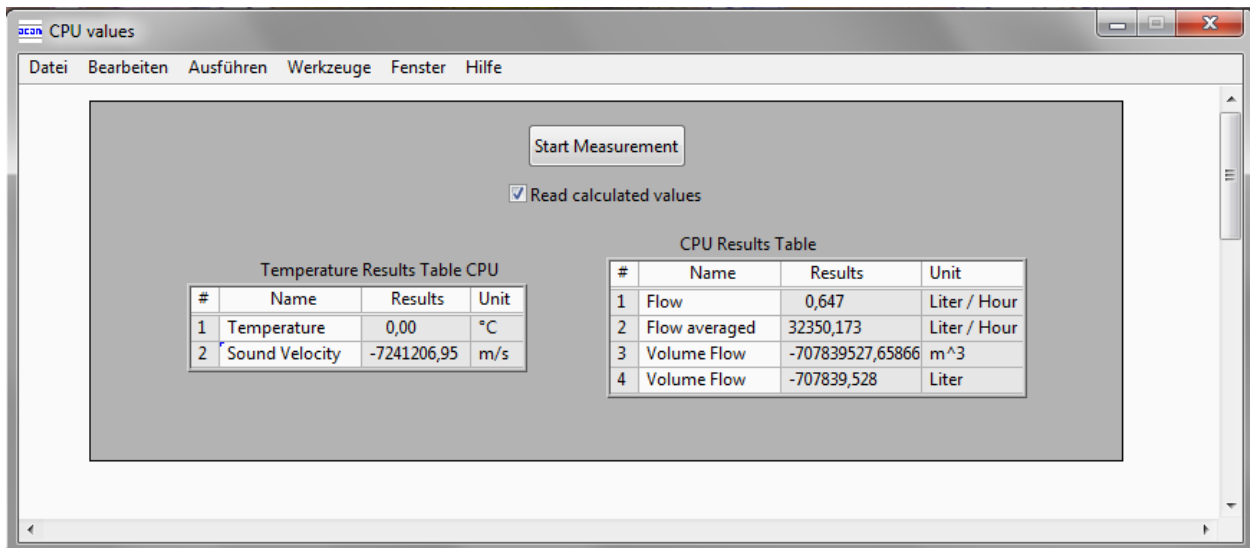 acan CPU values
Datei Bearbeiten Ausführen Werkzeuge Fenster Hilfe
Start Measurement
Read calculated values
Temperature Results Table CPU
# Name Results Unit
1 Temperature 0,00 °C
2 Sound Velocity -7241206,95 m/s
CPU Results Table
# Name Results Unit
1 Flow 0,647 Liter / Hour
2 Flow averaged 32350,173 Liter / Hour
3 Volume Flow -707839527,65866 m^3
4 Volume Flow -707839,528 Liter